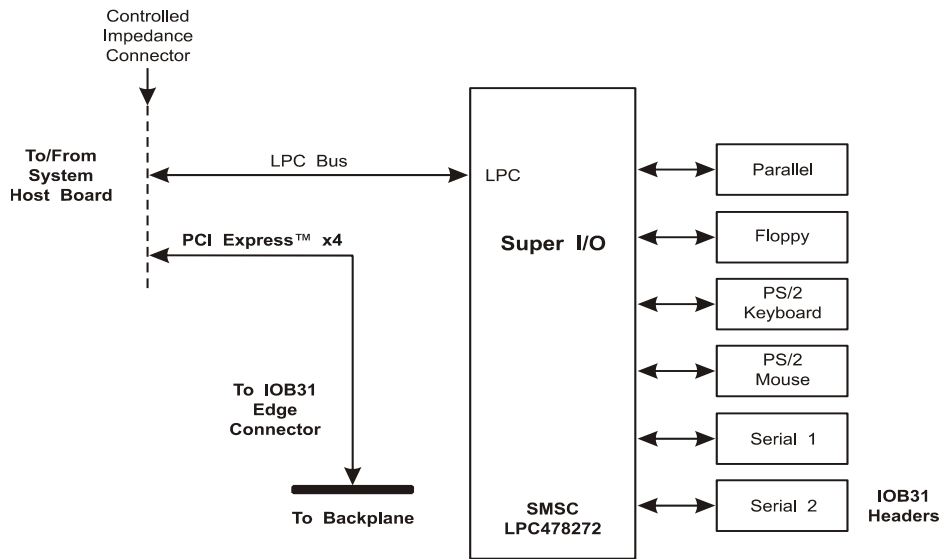 Controlled
Impedance
Connector
To/From
System
Host Board
LPC Bus
PCI Express™ x4
To IOB31
Edge
Connector
To Backplane
LPC
Super I/O
SMSC
LPC478272
Parallel
Floppy
PS/2
Keyboard
PS/2
Mouse
Serial 1
Serial 2
IOB31
Headers